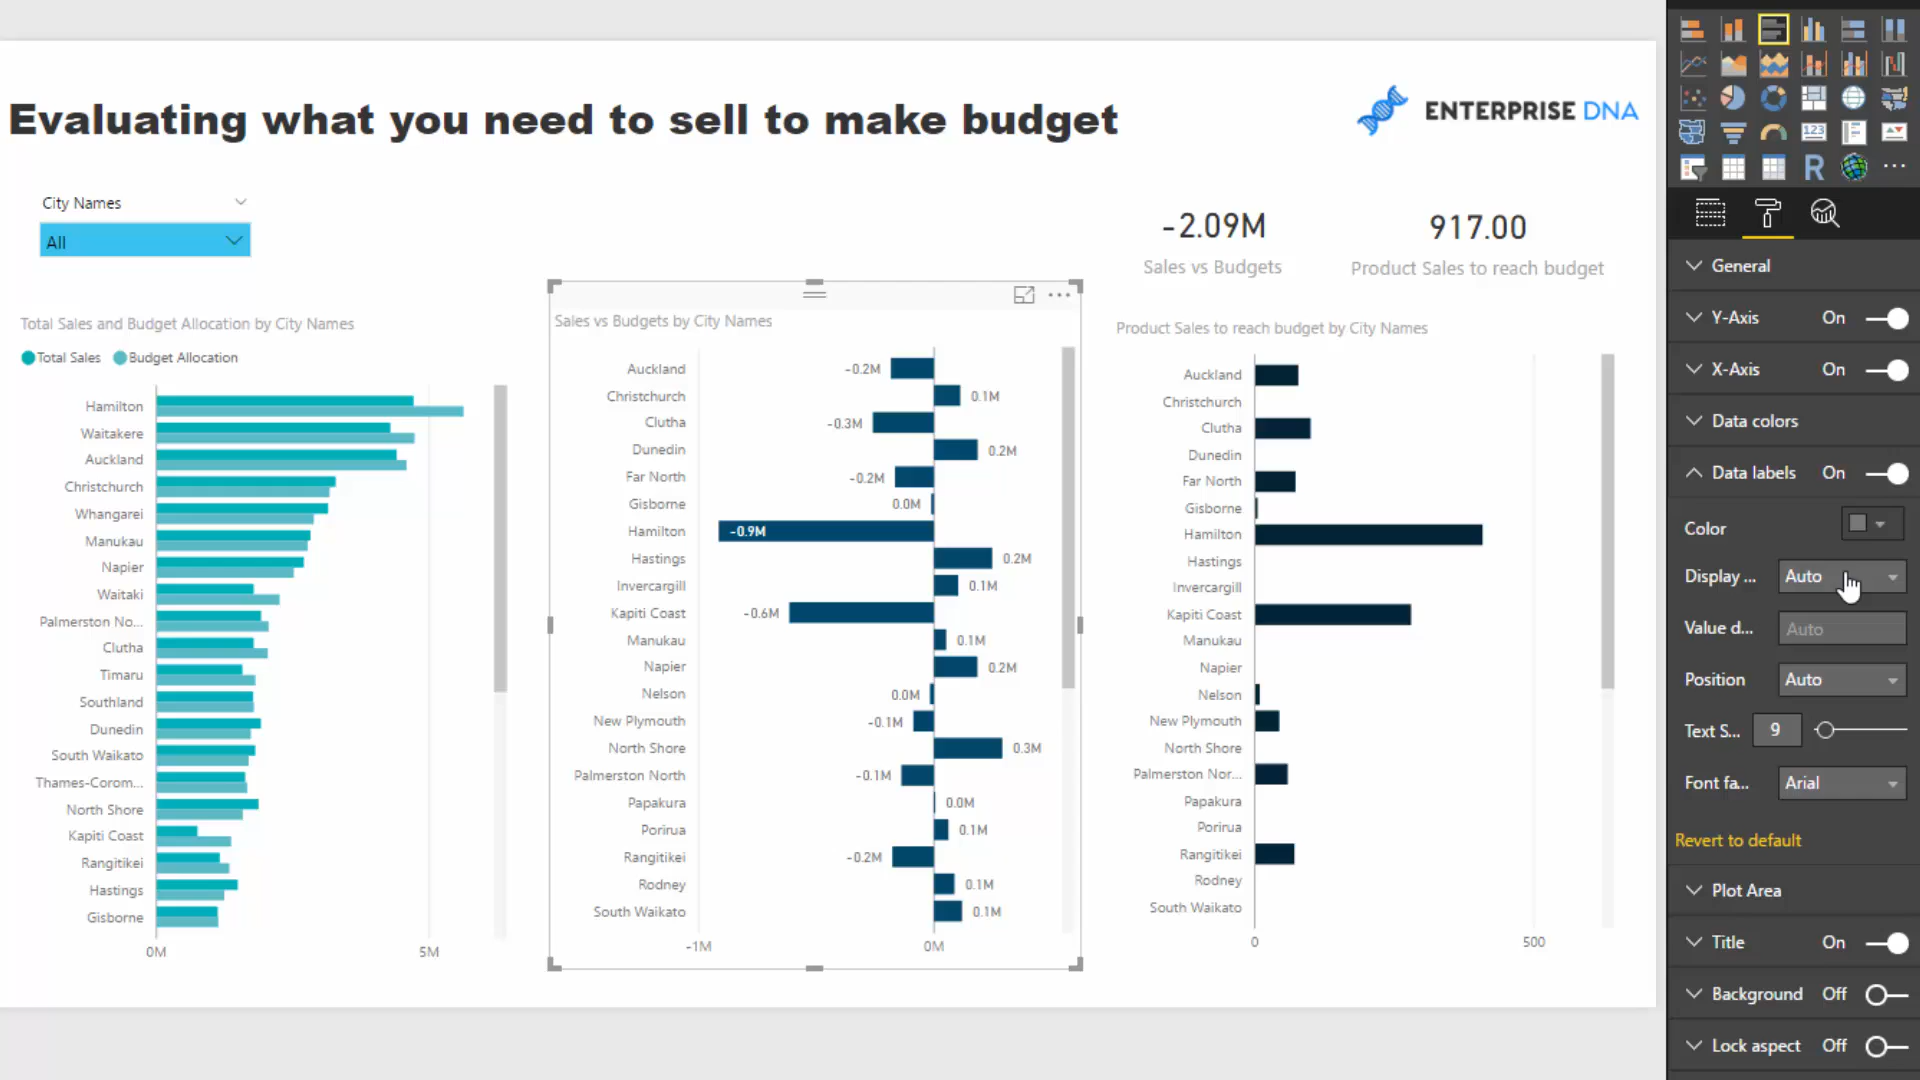 Evaluating what you need to sell to make budget
ENTERPRISE DNA
City Names
All
-2.09M
Sales vs Budgets
917.00
Product Sales to reach budget
Total Sales and Budget Allocation by City Names
Total Sales
Budget Allocation
Hamilton
Waitakere
Auckland
Christchurch
Whangarei
Manukau
Napier
Waitaki
Palmerston No...
Clutha
Timaru
Southland
Dunedin
South Waikato
Thames-Corom...
North Shore
Kapiti Coast
Rangitikei
Hastings
Gisborne
0M
5M
Sales vs Budgets by City Names
Auckland -0.2M
Christchurch 0.1M
Clutha -0.3M
Dunedin 0.2M
Far North -0.2M
Gisborne 0.0M
Hamilton -0.9M
Hastings 0.2M
Invercargill 0.1M
Kapiti Coast -0.6M
Manukau 0.1M
Napier 0.2M
Nelson 0.0M
New Plymouth -0.1M
North Shore 0.3M
Palmerston North -0.1M
Papakura 0.0M
Porirua 0.1M
Rangitikei -0.2M
Rodney 0.1M
South Waikato 0.1M
-1M
0M
Product Sales to reach budget by City Names
Auckland
Christchurch
Clutha
Dunedin
Far North
Gisborne
Hamilton
Hastings
Invercargill
Kapiti Coast
Manukau
Napier
Nelson
New Plymouth
North Shore
Palmerston Nor...
Papakura
Porirua
Rangitikei
Rodney
South Waikato
0
500
123
R
General
Y-Axis On
X-Axis On
Data colors
Data labels On
Color
Display ... Auto
Value d... Auto
Position Auto
Text S... 9
Font fa... Arial
Revert to default
Plot Area
Title On
Background Off
Lock aspect Off